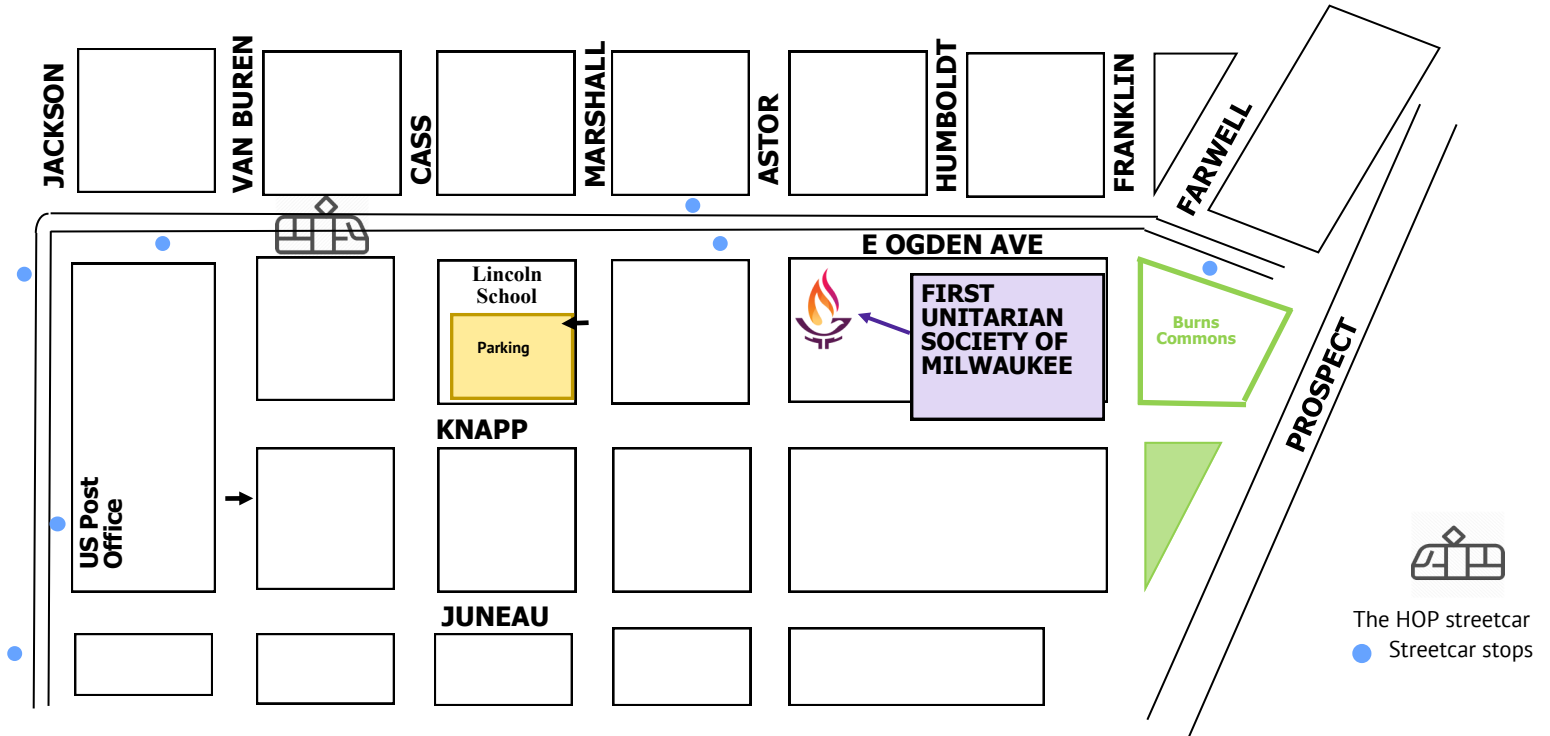 JACKSON
VAN BUREN
CASS
MARSHALL
ASTOR
HUMBOLDT
FRANKLIN
FARWELL
E OGDEN AVE
Lincoln
School
Parking
FIRST
UNITARIAN
SOCIETY OF
MILWAUKEE
Burns
Commons
PROSPECT
KNAPP
US Post
Office
JUNEAU
The HOP streetcar
Streetcar stops